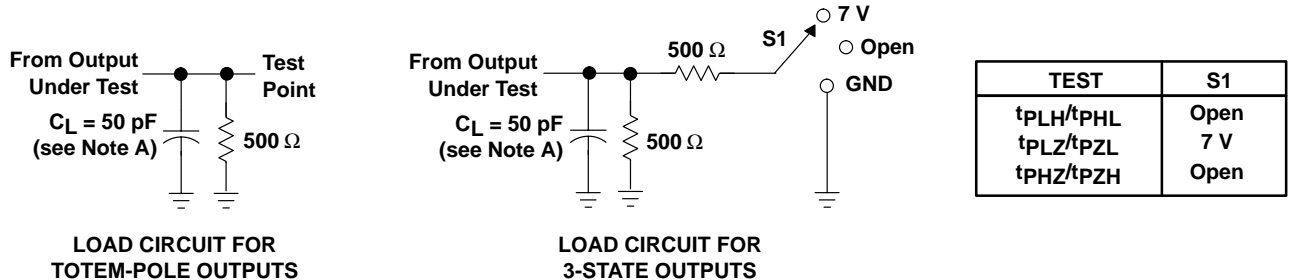 From Output
Under Test
Test
Point
CL = 50 pF
(see Note A)
500 Ω
LOAD CIRCUIT FOR
TOTEM-POLE OUTPUTS
From Output
Under Test
500 Ω
S1
7 V
Open
GND
CL = 50 pF
(see Note A)
500 Ω
LOAD CIRCUIT FOR
3-STATE OUTPUTS
TEST S1
tPLH/tPHL Open
tPLZ/tPZL 7 V
tPHZ/tPZH Open